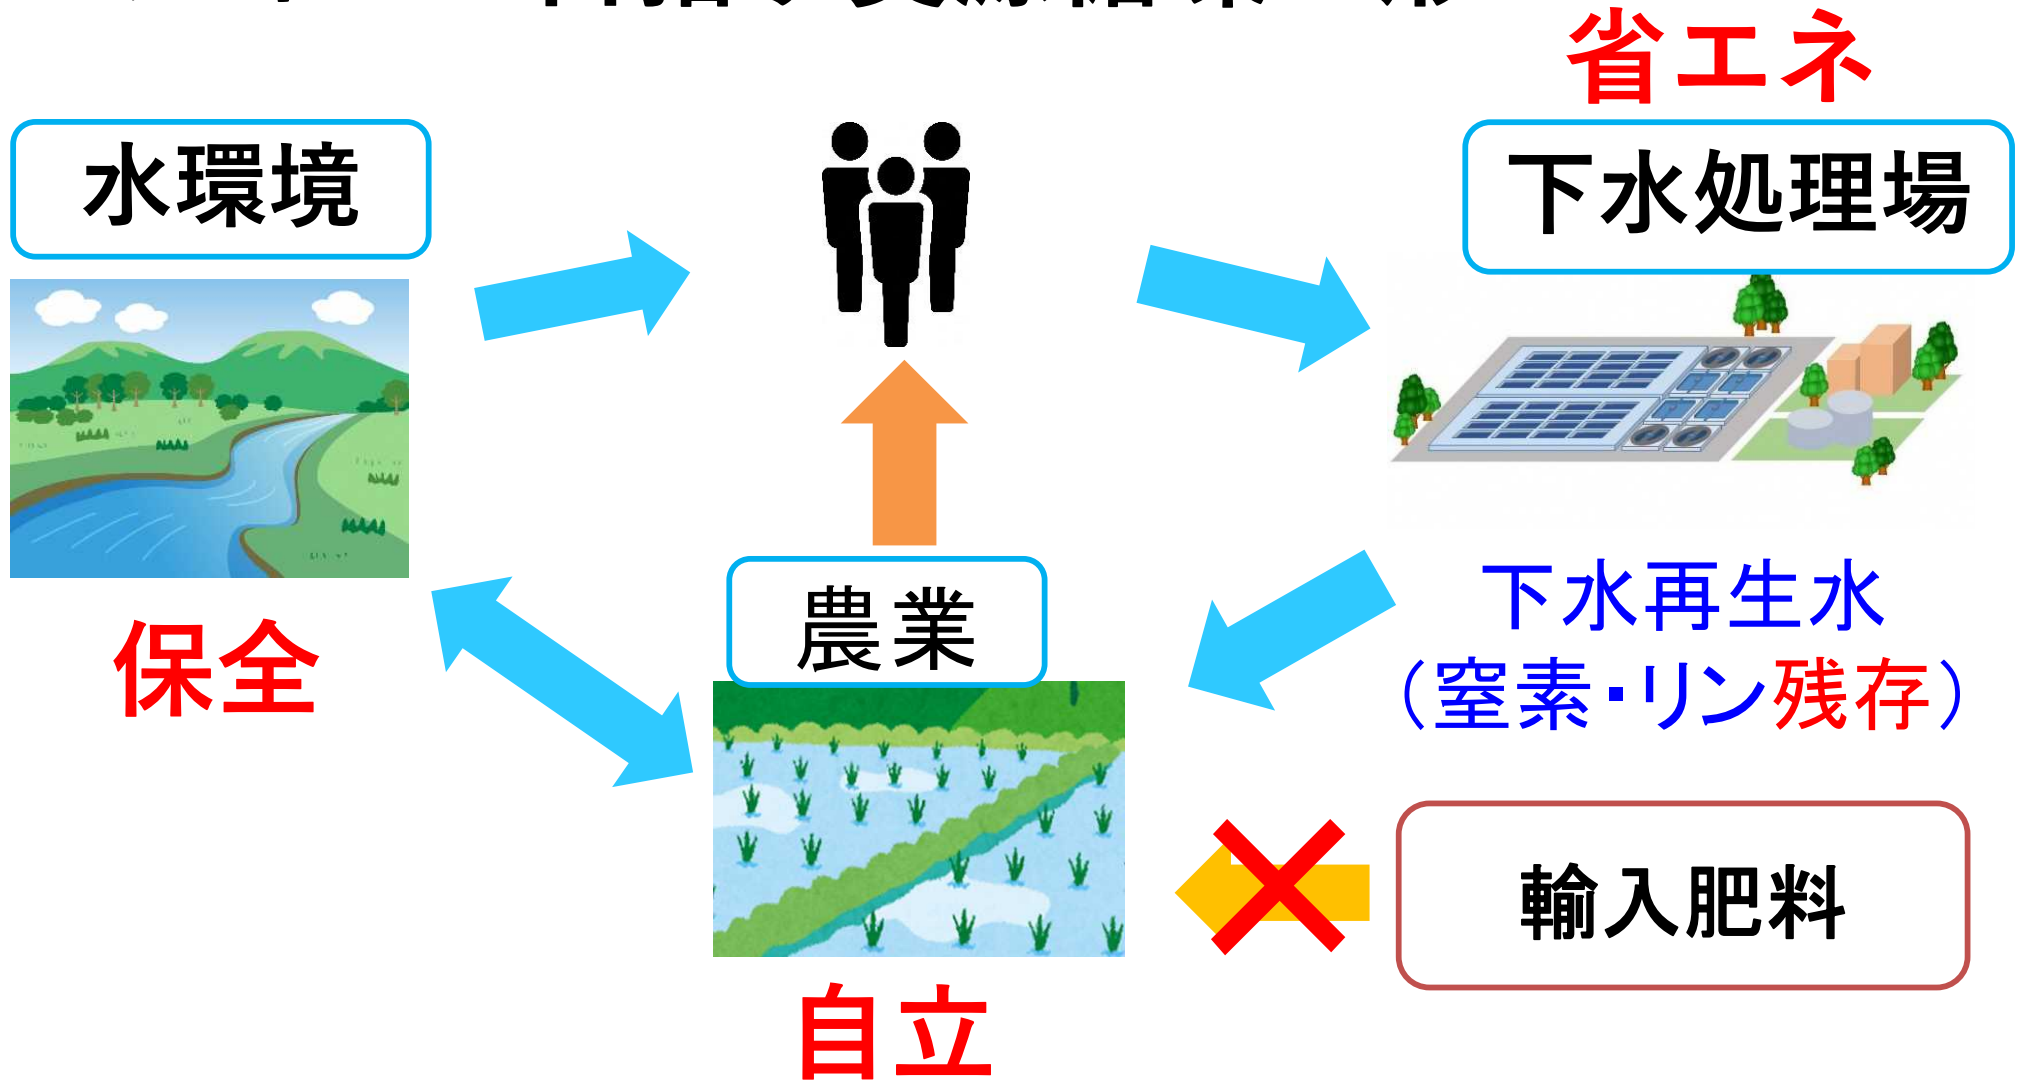 省エネ
水環境
下水処理場
農業
下水再生水
（窒素・リン残存）
保全
輸入肥料
自立